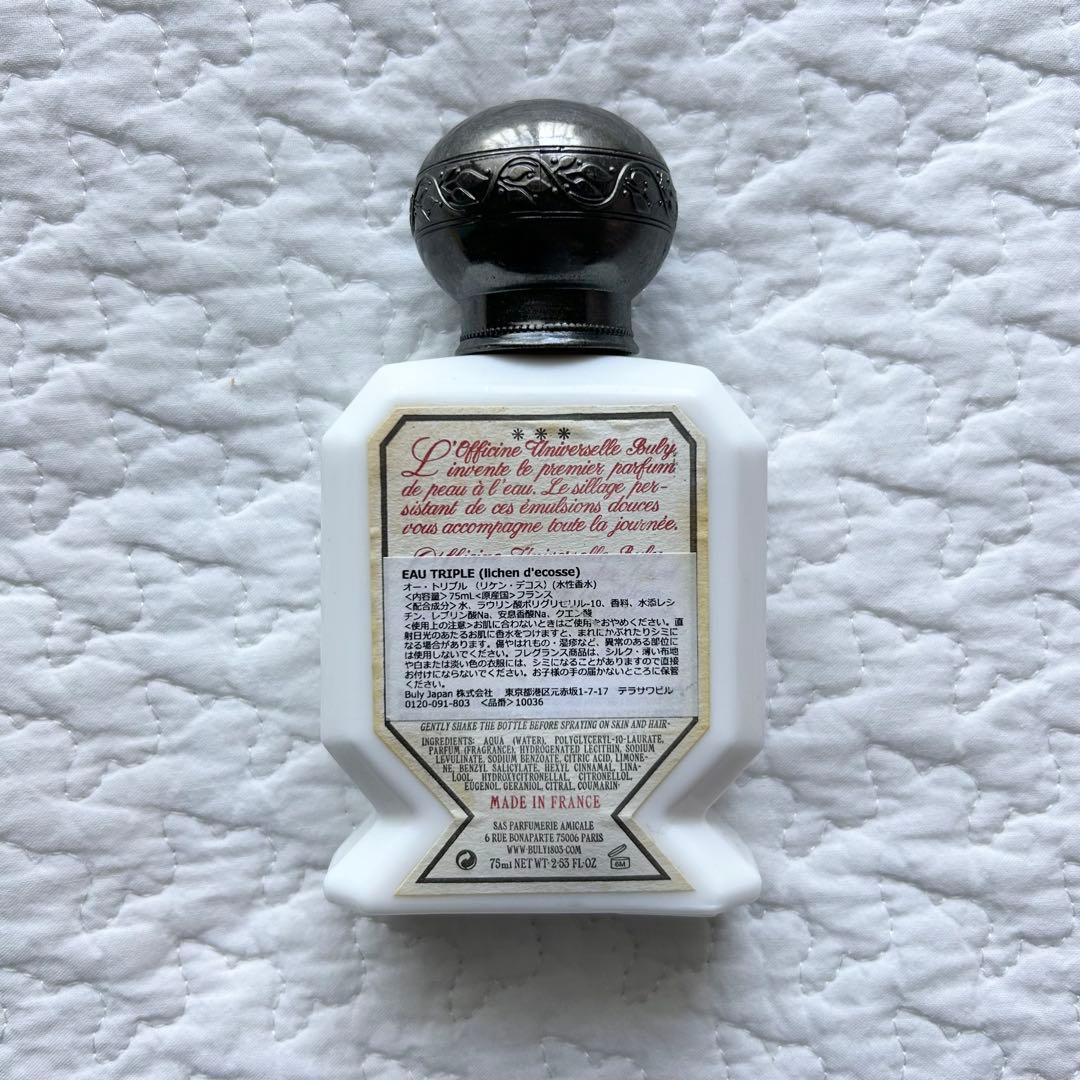 ***
L'Officine Universelle Buly,
invente le premier parfum
de peau à l'eau. Le sillage per-
sistant de ces émulsions douces
vous accompagne toute la journée.
L'Officine Universelle Buly
EAU TRIPLE (lichen d'ecosse)
オー・トリプル （リケン・デコス）(水性香水)
<内容量>75mL<原産国>フランス
<配合成分> 水、ラウリン酸ポリグリセリル-10、香料、水添レシ
チン、レブリン酸Na、安息香酸Na、クエン酸
<使用上の注意>お肌に合わないときはご使用をおやめください。直
射日光のあたるお肌に香水をつけますと、まれにかぶれたりシミに
なる場合があります。傷やはれもの・湿疹など、異常のある部位に
は使用しないでください。フレグランス商品は、シルク・薄い布地
や白または淡い色の衣服には、シミになることがありますので直接
お付けにならないでください。お子様の手の届かないところに保管
ください。
Buly Japan 株式会社 東京都港区元赤坂1-7-17 テラサワビル
0120-091-803 <品番>10036
GENTLY SHAKE THE BOTTLE BEFORE SPRAYING ON SKIN AND HAIR·
INGREDIENTS: AQUA (WATER), POLYGLYCERYL-10-LAURATE,
PARFUM (FRAGRANCE), HYDROGENATED LECITHIN, SODIUM
LEVULINATE, SODIUM BENZOATE, CITRIC ACID, LIMONE-
NE, BENZYL SALICYLATE, HEXYL CINNAMAL, LINA-
LOOL, HYDROXYCITRONELLAL, CITRONELLOL,
EUGENOL, GERANIOL, CITRAL, COUMARIN·
MADE IN FRANCE
SAS PARFUMERIE AMICALE
6 RUE BONAPARTE 75006 PARIS
WWW·BULY1803·COM
75ml NET WT·2·53 FL·OZ
6M